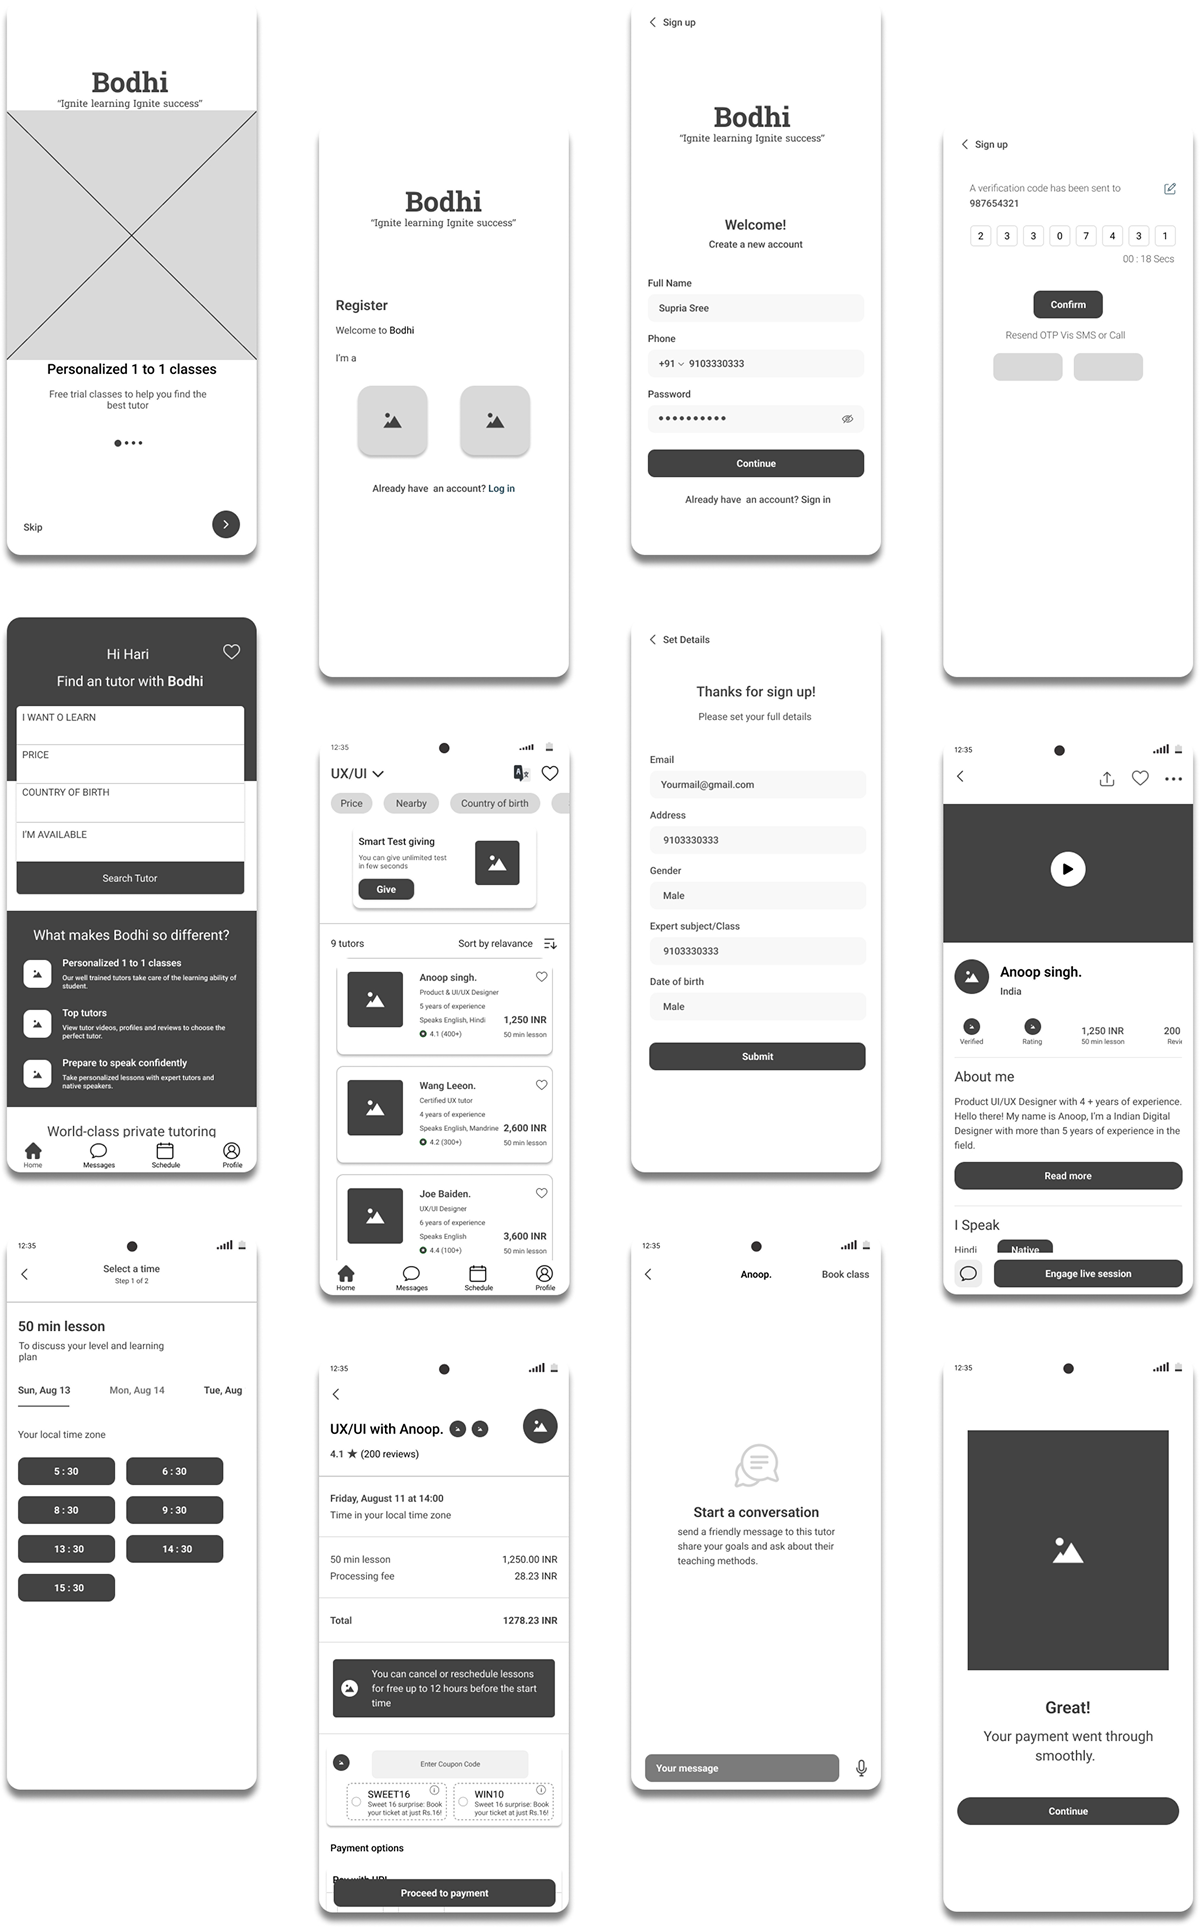 Bodhi
“Ignite learning Ignite success”
Personalized 1 to 1 classes
Free trial classes to help you find the
best tutor
Skip
Bodhi
“Ignite learning Ignite success”
Register
Welcome to Bodhi
I'm a
Already have an account? Log in
Sign up
Bodhi
“Ignite learning Ignite success”
Welcome!
Create a new account
Full Name
Supria Sree
Phone
+91 9103330333
Password
Continue
Already have an account? Sign in
Sign up
A verification code has been sent to
987654321
2 3 3 0 7 4 3 1
00 : 18 Secs
Confirm
Resend OTP Vis SMS or Call
Hi Hari
Find an tutor with Bodhi
I WANT O LEARN
PRICE
COUNTRY OF BIRTH
I'M AVAILABLE
Search Tutor
What makes Bodhi so different?
Personalized 1 to 1 classes
Our well trained tutors take care of the learning ability of
student.
Top tutors
View tutor videos, profiles and reviews to choose the
perfect tutor.
Prepare to speak confidently
Take personalized lessons with expert tutors and
native speakers.
World-class private tutoring
Home Messages Schedule Profile
12:35
UX/UI
Price Nearby Country of birth
Smart Test giving
You can give unlimited test
in few seconds
Give
9 tutors Sort by relavance
Anoop singh.
Product & UI/UX Designer
5 years of experience
Speaks English, Hindi 1,250 INR
4.1 (400+) 50 min lesson
Wang Leeon.
Certified UX tutor
4 years of experience
Speaks English, Mandrine 2,600 INR
4.2 (300+) 50 min lesson
Joe Baiden.
UX/UI Designer
6 years of experience
Speaks English 3,600 INR
4.4 (100+) 50 min lesson
Home Messages Schedule Profile
Set Details
Thanks for sign up!
Please set your full details
Email
Yourmail@gmail.com
Address
9103330333
Gender
Male
Expert subject/Class
9103330333
Date of birth
Male
Submit
12:35
Anoop singh.
India
Verified Rating 1,250 INR 200
50 min lesson Revi
About me
Product UI/UX Designer with 4 + years of experience.
Hello there! My name is Anoop, I'm a Indian Digital
Designer with more than 5 years of experience in the
field.
Read more
I Speak
Hindi Native
Engage live session
12:35
Select a time
Step 1 of 2
50 min lesson
To discuss your level and learning
plan
Sun, Aug 13 Mon, Aug 14 Tue, Aug
Your local time zone
5 : 30 6 : 30
8 : 30 9 : 30
13 : 30 14 : 30
15 : 30
12:35
UX/UI with Anoop.
4.1 ★ (200 reviews)
Friday, August 11 at 14:00
Time in your local time zone
50 min lesson 1,250.00 INR
Processing fee 28.23 INR
Total 1278.23 INR
You can cancel or reschedule lessons
for free up to 12 hours before the start
time
Enter Coupon Code
SWEET16 WIN10
Sweet 16 surprise: Book Sweet 16 surprise: Book
your ticket at just Rs.16! your ticket at just Rs.16!
Payment options
Pay with UPI
Proceed to payment
12:35
Anoop. Book class
Start a conversation
send a friendly message to this tutor
share your goals and ask about their
teaching methods.
Your message
12:35
Great!
Your payment went through
smoothly.
Continue